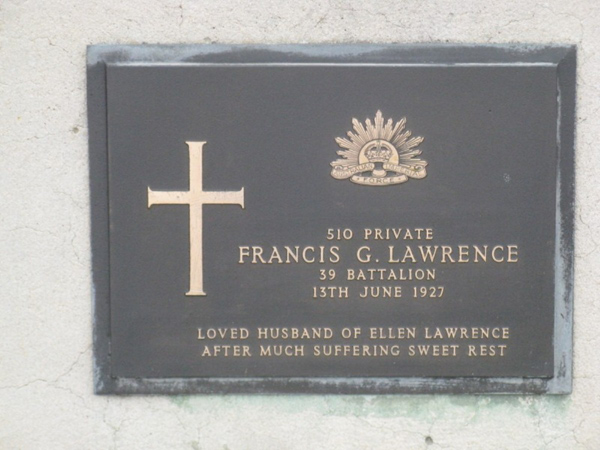 FORCE
510 PRIVATE
FRANCIS G. LAWRENCE
39 BATTALION
13TH JUNE 1927
LOVED HUSBAND OF ELLEN LAWRENCE
AFTER MUCH SUFFERING SWEET REST